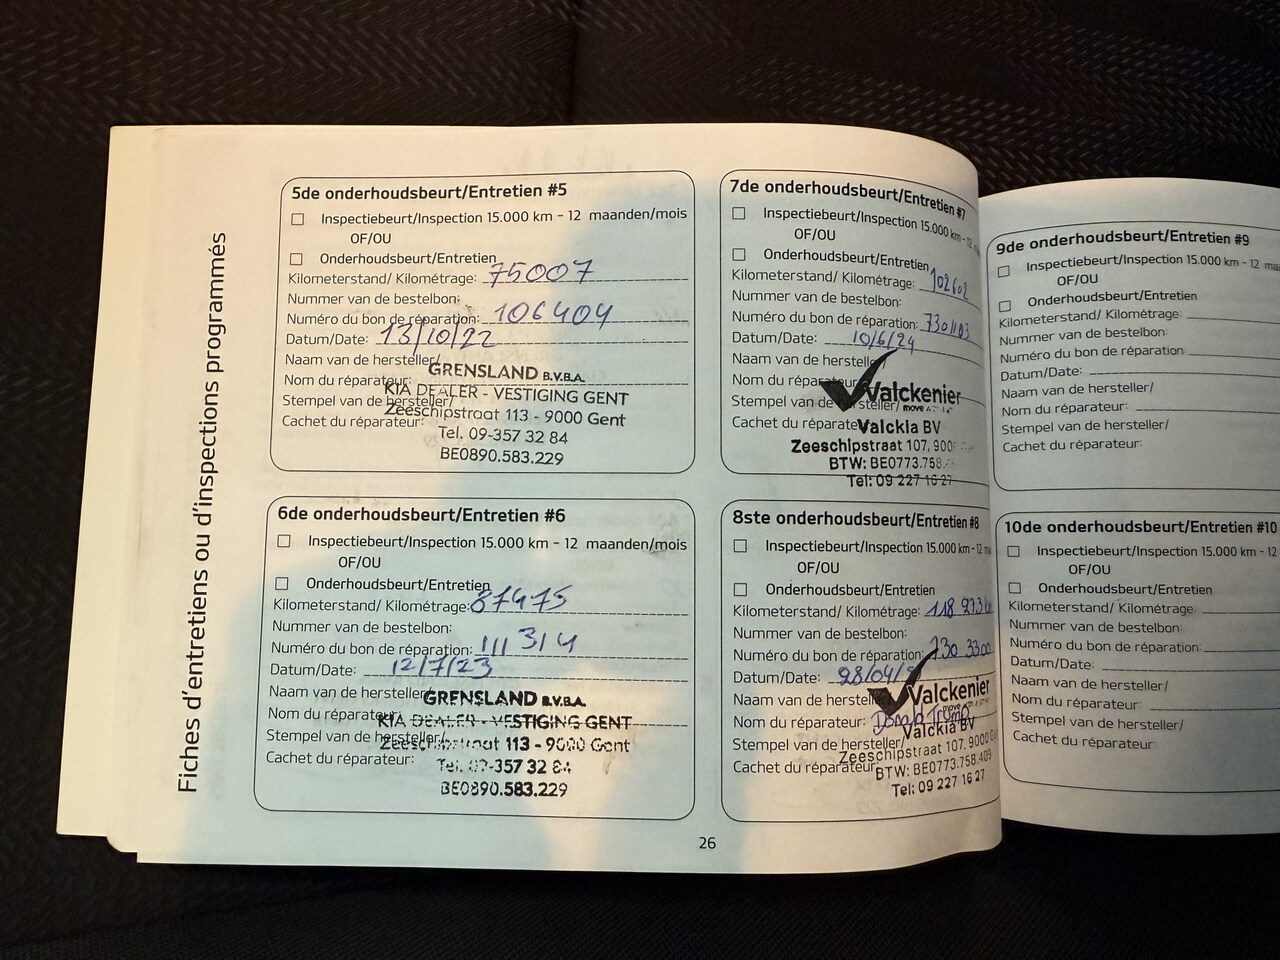 Fiches d'entretiens ou d'inspections programmés
5de onderhoudsbeurt/Entretien #5
Inspectiebeurt/Inspection 15.000 km - 12 maanden/mois
OF/OU
Onderhoudsbeurt/Entretien
Kilometerstand/ Kilométrage: 75007
Nummer van de bestelbon:
Numéro du bon de réparation: 106404
Datum/Date: 13/10/22
Naam van de hersteller/
Nom du réparateur:
Stempel van de hersteller/
Cachet du réparateur:
GRENSLAND B.V.B.A.
KIA DEALER - VESTIGING GENT
Zeeschipstraat 113 - 9000 Gent
Tel. 09-357 32 84
BE0890.583.229
6de onderhoudsbeurt/Entretien #6
Inspectiebeurt/Inspection 15.000 km - 12 maanden/mois
OF/OU
Onderhoudsbeurt/Entretien
Kilometerstand/ Kilométrage: 87475
Nummer van de bestelbon:
Numéro du bon de réparation: 111314
Datum/Date: 12/7/23
Naam van de hersteller/
Nom du réparateur:
Stempel van de hersteller/
Cachet du réparateur:
GRENSLAND B.V.B.A.
KIA DEALER - VESTIGING GENT
Zeeschipstraat 113 - 9000 Gent
Tel. 09-357 32 84
BE0890.583.229
7de onderhoudsbeurt/Entretien #7
Inspectiebeurt/Inspection 15.000 km - 12
OF/OU
Onderhoudsbeurt/Entretien
Kilometerstand/ Kilométrage: 102602
Nummer van de bestelbon:
Numéro du bon de réparation:
Datum/Date: 10/6/24
Naam van de hersteller/
Nom du réparateur:
Stempel van de hersteller/
Cachet du réparateur:
Valckenier
move
Valckia BV
Zeeschipstraat 107, 900
BTW: BE0773.758.
Tel: 09 227 16 27
8ste onderhoudsbeurt/Entretien #8
Inspectiebeurt/Inspection 15.000 km - 12
OF/OU
Onderhoudsbeurt/Entretien
Kilometerstand/ Kilométrage: 118 273
Nummer van de bestelbon:
Numéro du bon de réparation: 730 3300
Datum/Date: 28/04/
Naam van de hersteller/
Nom du réparateur: Donald Trump
Stempel van de hersteller/
Cachet du réparateur:
Valckenier
move
Valckia BV
Zeeschipstraat 107, 9000
BTW: BE0773.758.409
Tel: 09 227 16 27
26
9de onderhoudsbeurt/Entretien #9
Inspectiebeurt/Inspection 15.000 km - 12
OF/OU
Onderhoudsbeurt/Entretien
Kilometerstand/ Kilométrage:
Nummer van de bestelbon:
Numéro du bon de réparation:
Datum/Date:
Naam van de hersteller/
Nom du réparateur:
Stempel van de hersteller/
Cachet du réparateur:
10de onderhoudsbeurt/Entretien #10
Inspectiebeurt/Inspection 15.000 km - 12
OF/OU
Onderhoudsbeurt/Entretien
Kilometerstand/ Kilométrage
Nummer van de bestelbon:
Numéro du bon de réparation:
Datum/Date:
Naam van de hersteller/
Nom du réparateur:
Stempel van de hersteller/
Cachet du réparateur: